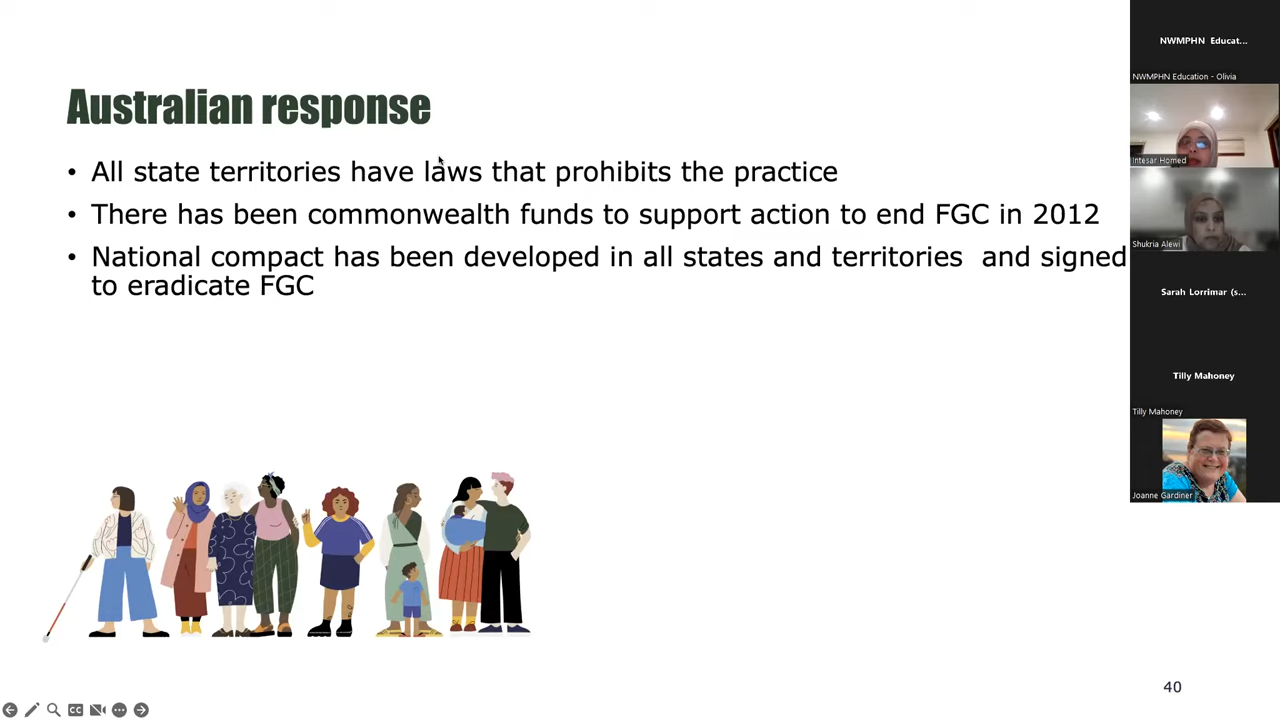 Australian response
• All state territories have laws that prohibits the practice
• There has been commonwealth funds to support action to end FGC in 2012
• National compact has been developed in all states and territories  and signed
to eradicate FGC
40
NWMPHN Educat...
NWMPHN Education - Olivia
Intesar Homed
Shukria Alewi
Sarah Lorrimar (s...
Tilly Mahoney
Tilly Mahoney
Joanne Gardiner
CC